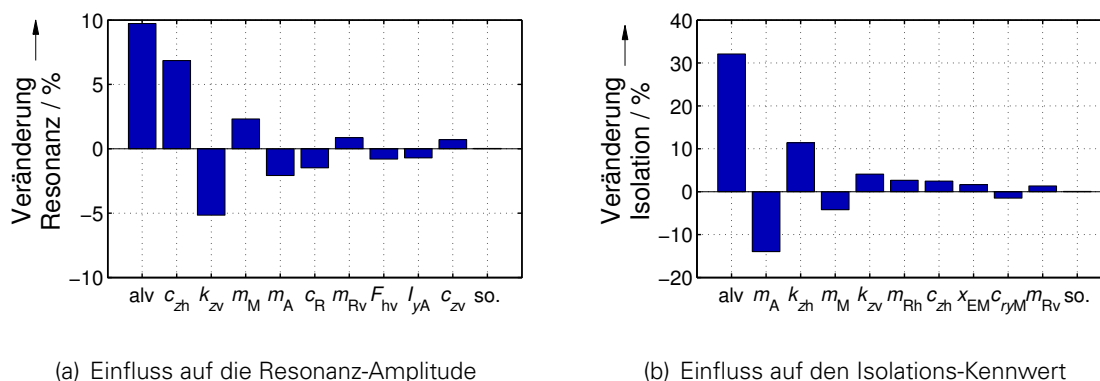 Veränderung
Resonanz / %
10
5
0
−5
−10
alv c_zh k_zv m_M m_A c_R m_Rv F_hv I_yA c_zv so.
(a) Einfluss auf die Resonanz-Amplitude
Veränderung
Isolation / %
40
30
20
10
0
−10
−20
alv m_A k_zh m_M k_zv m_Rh c_zh x_EM c_ryM m_Rv so.
(b) Einfluss auf den Isolations-Kennwert